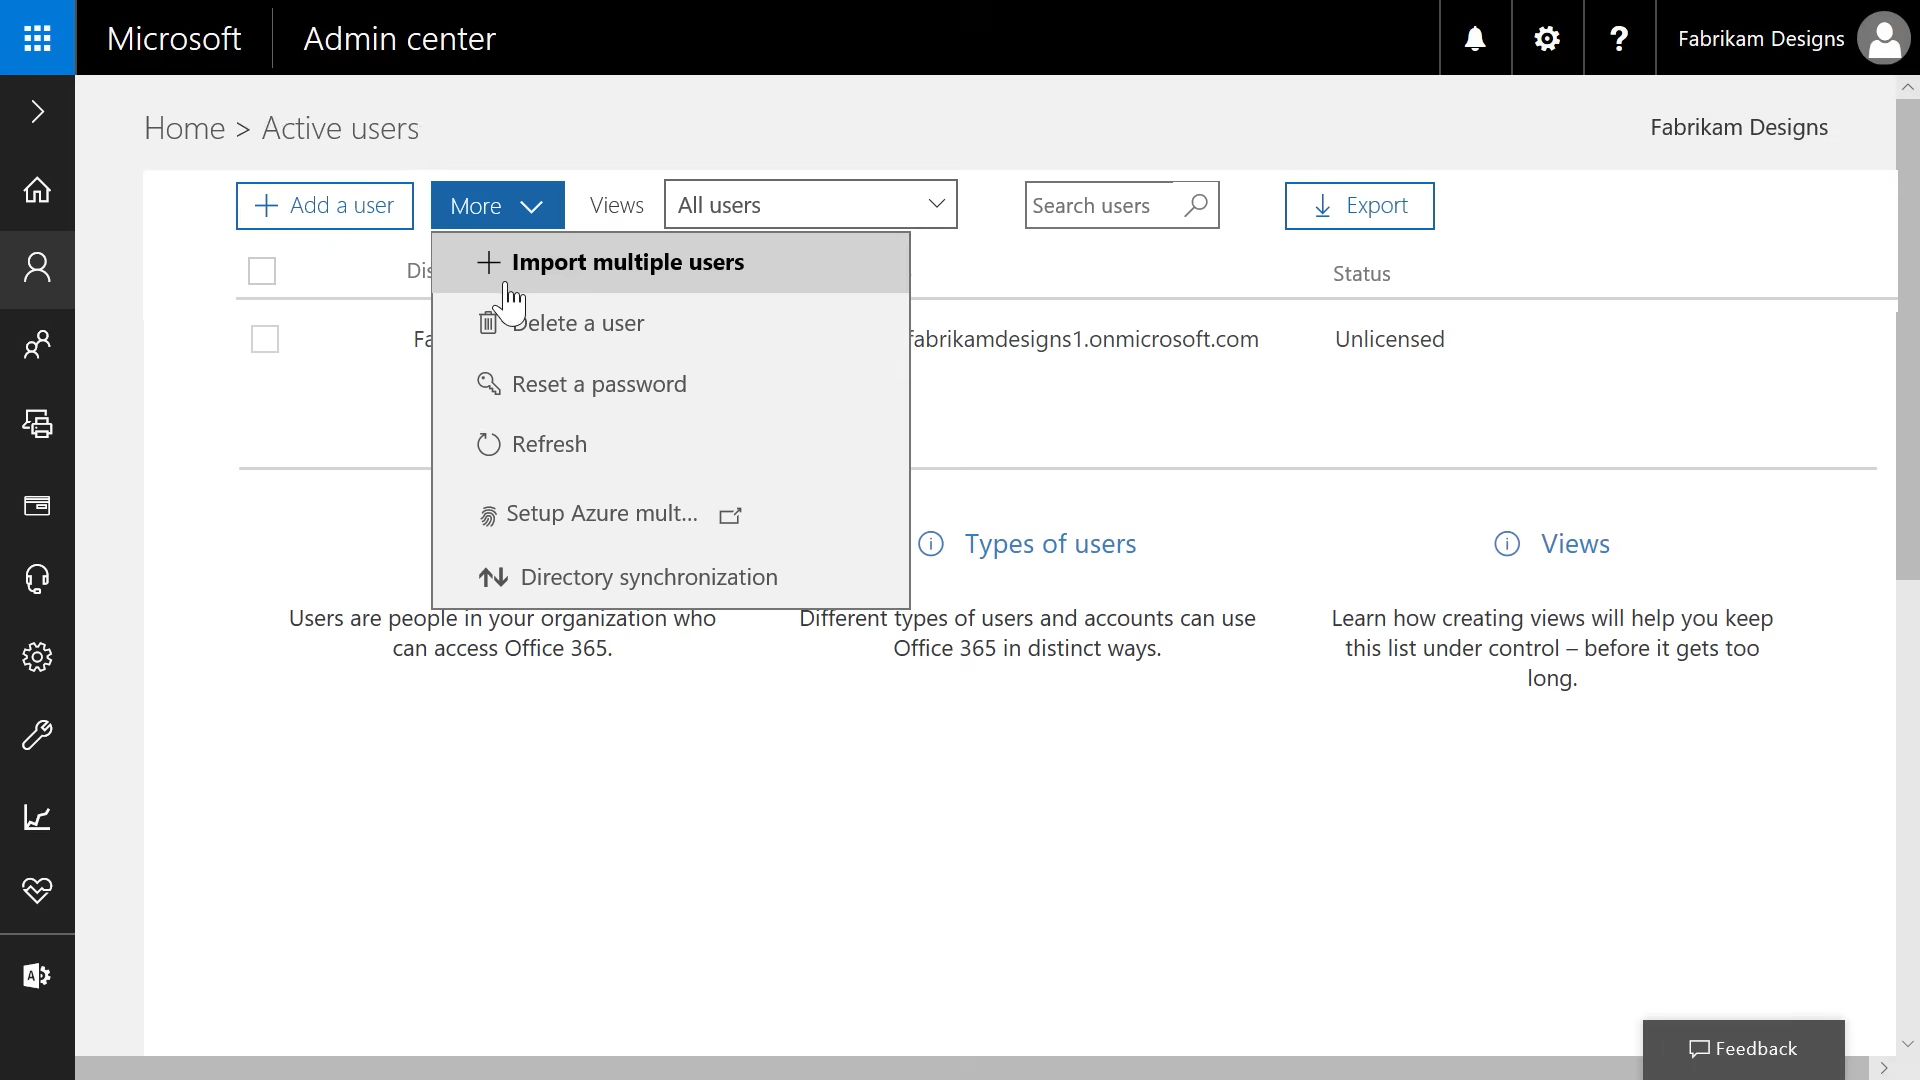 Microsoft Admin center ? Fabrikam Designs
Home > Active users Fabrikam Designs
Add a user More Views All users Search users Export
Import multiple users
Status
Delete a user
fabrikamdesigns1.onmicrosoft.com Unlicensed
Reset a password
Refresh
Setup Azure mult...
Types of users Views
Directory synchronization
Users are people in your organization who
can access Office 365.
Different types of users and accounts can use
Office 365 in distinct ways.
Learn how creating views will help you keep
this list under control – before it gets too
long.
Feedback